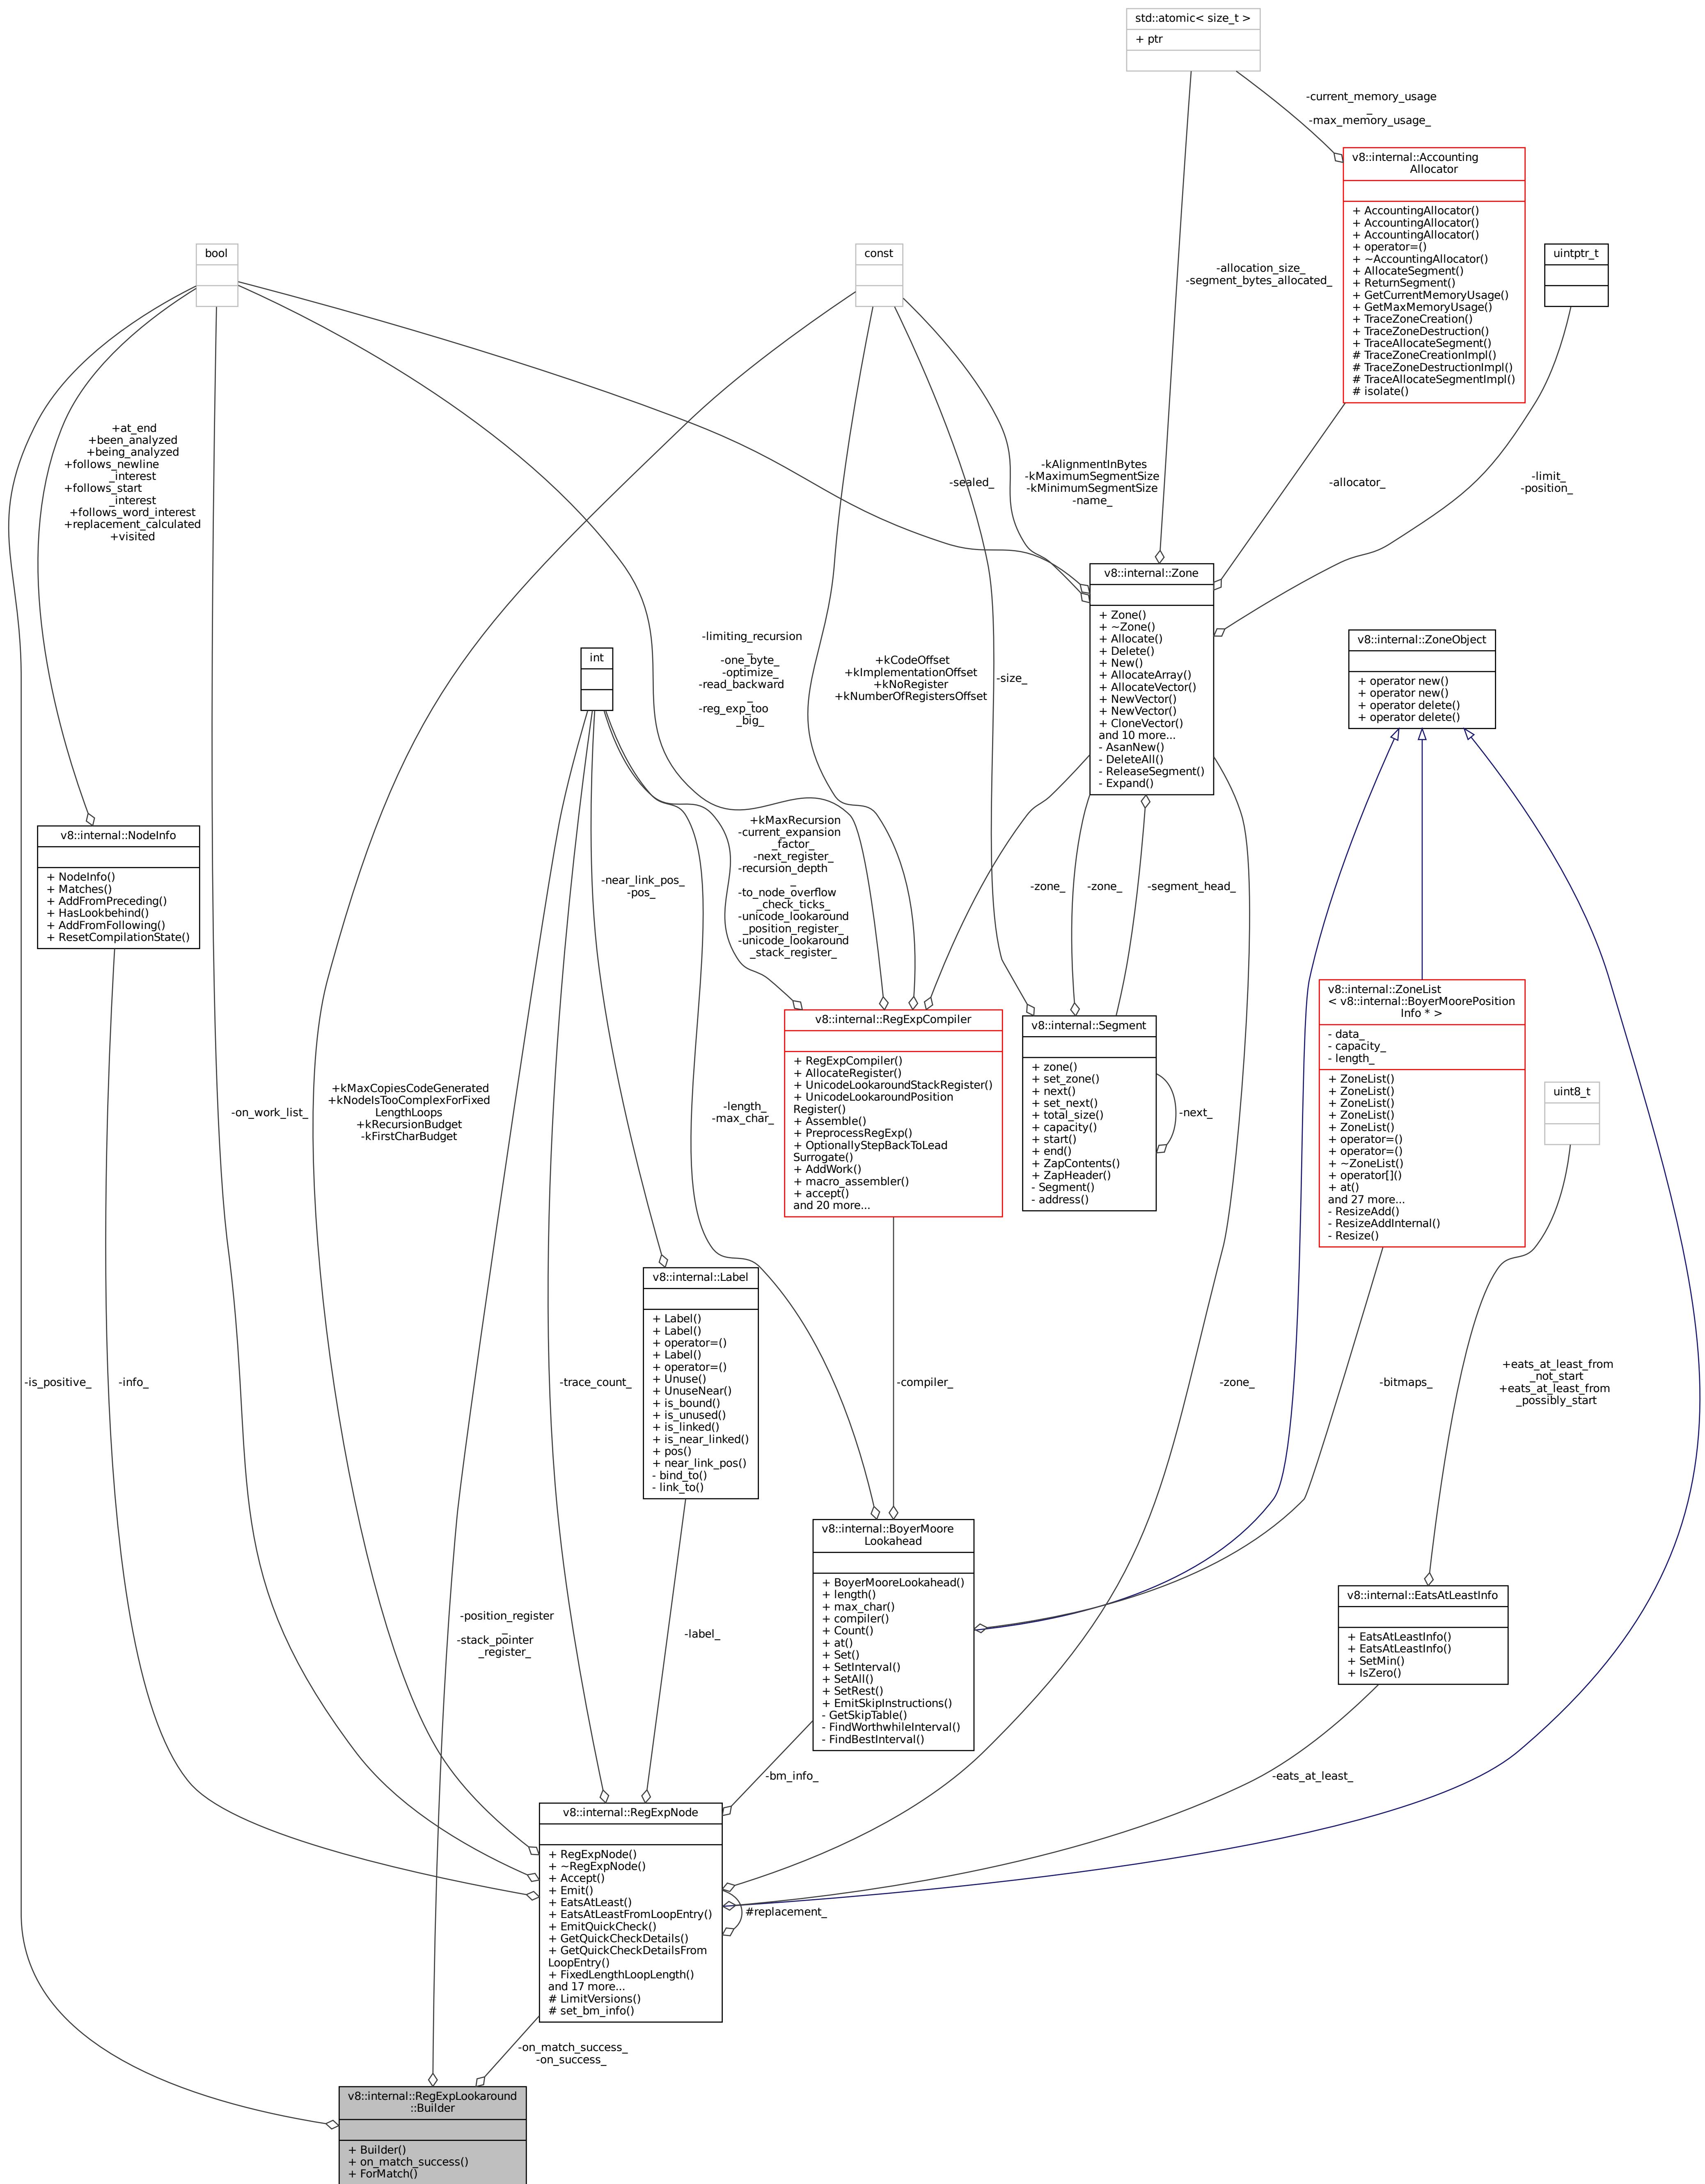 std::atomic< size_t >
+ ptr
-current_memory_usage
_
-max_memory_usage_
v8::internal::Accounting
Allocator
+ AccountingAllocator()
+ AccountingAllocator()
+ AccountingAllocator()
+ operator=()
+ ~AccountingAllocator()
+ AllocateSegment()
+ ReturnSegment()
+ GetCurrentMemoryUsage()
+ GetMaxMemoryUsage()
+ TraceZoneCreation()
+ TraceZoneDestruction()
+ TraceAllocateSegment()
# TraceZoneCreationImpl()
# TraceZoneDestructionImpl()
# TraceAllocateSegmentImpl()
# isolate()
bool
const
uintptr_t
-allocation_size_
-segment_bytes_allocated_
+at_end
+been_analyzed
+being_analyzed
+follows_newline
_interest
+follows_start
_interest
+follows_word_interest
+replacement_calculated
+visited
-sealed_
-kAlignmentInBytes
-kMaximumSegmentSize
-kMinimumSegmentSize
-name_
-allocator_
-limit_
-position_
v8::internal::Zone
+ Zone()
+ ~Zone()
+ Allocate()
+ Delete()
+ New()
+ AllocateArray()
+ AllocateVector()
+ NewVector()
+ NewVector()
+ CloneVector()
and 10 more...
- AsanNew()
- DeleteAll()
- ReleaseSegment()
- Expand()
v8::internal::ZoneObject
+ operator new()
+ operator new()
+ operator delete()
+ operator delete()
int
-limiting_recursion
_
-one_byte_
-optimize_
-read_backward
_
-reg_exp_too
_big_
+kCodeOffset
+kImplementationOffset
+kNoRegister
+kNumberOfRegistersOffset
-size_
v8::internal::NodeInfo
+ NodeInfo()
+ Matches()
+ AddFromPreceding()
+ HasLookbehind()
+ AddFromFollowing()
+ ResetCompilationState()
-near_link_pos_
-pos_
+kMaxRecursion
-current_expansion
_factor_
-next_register_
-recursion_depth
_
-to_node_overflow
_check_ticks_
-unicode_lookaround
_position_register_
-unicode_lookaround
_stack_register_
-zone_
-zone_
-segment_head_
v8::internal::RegExpCompiler
+ RegExpCompiler()
+ AllocateRegister()
+ UnicodeLookaroundStackRegister()
+ UnicodeLookaroundPosition
Register()
+ Assemble()
+ PreprocessRegExp()
+ OptionallyStepBackToLead
Surrogate()
+ AddWork()
+ macro_assembler()
+ accept()
and 20 more...
v8::internal::Segment
+ zone()
+ set_zone()
+ next()
+ set_next()
+ total_size()
+ capacity()
+ start()
+ end()
+ ZapContents()
+ ZapHeader()
- Segment()
- address()
-next_
v8::internal::ZoneList
< v8::internal::BoyerMoorePosition
Info * >
- data_
- capacity_
- length_
+ ZoneList()
+ ZoneList()
+ ZoneList()
+ ZoneList()
+ ZoneList()
+ operator=()
+ operator=()
+ ~ZoneList()
+ operator[]()
+ at()
and 27 more...
- ResizeAdd()
- ResizeAddInternal()
- Resize()
uint8_t
-on_work_list_
+kMaxCopiesCodeGenerated
+kNodeIsTooComplexForFixed
LengthLoops
+kRecursionBudget
-kFirstCharBudget
-length_
-max_char_
v8::internal::Label
+ Label()
+ Label()
+ operator=()
+ Label()
+ operator=()
+ Unuse()
+ UnuseNear()
+ is_bound()
+ is_unused()
+ is_linked()
+ is_near_linked()
+ pos()
+ near_link_pos()
- bind_to()
- link_to()
-is_positive_
-info_
-trace_count_
-compiler_
-zone_
-bitmaps_
+eats_at_least_from
_not_start
+eats_at_least_from
_possibly_start
v8::internal::BoyerMoore
Lookahead
+ BoyerMooreLookahead()
+ length()
+ max_char()
+ compiler()
+ Count()
+ at()
+ Set()
+ SetInterval()
+ SetAll()
+ SetRest()
+ EmitSkipInstructions()
- GetSkipTable()
- FindWorthwhileInterval()
- FindBestInterval()
v8::internal::EatsAtLeastInfo
+ EatsAtLeastInfo()
+ EatsAtLeastInfo()
+ SetMin()
+ IsZero()
-position_register
_
-stack_pointer
_register_
-label_
-bm_info_
-eats_at_least_
v8::internal::RegExpNode
+ RegExpNode()
+ ~RegExpNode()
+ Accept()
+ Emit()
+ EatsAtLeast()
+ EatsAtLeastFromLoopEntry()
+ EmitQuickCheck()
+ GetQuickCheckDetails()
+ GetQuickCheckDetailsFrom
LoopEntry()
+ FixedLengthLoopLength()
and 17 more...
# LimitVersions()
# set_bm_info()
#replacement_
-on_match_success_
-on_success_
v8::internal::RegExpLookaround
::Builder
+ Builder()
+ on_match_success()
+ ForMatch()